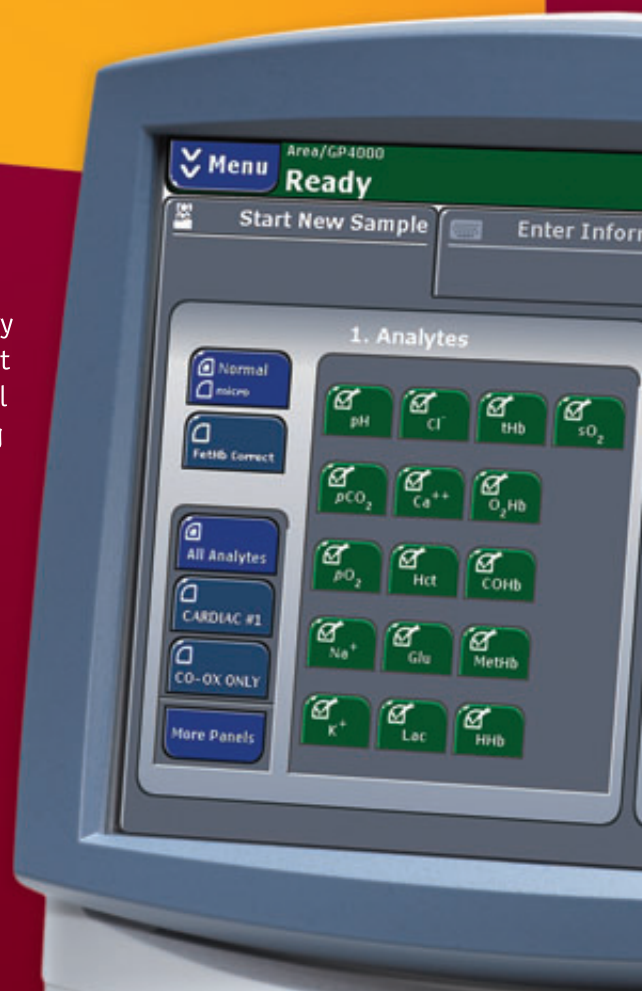 Menu
Area/GP4000
Ready
Start New Sample
Enter Inforr
y
t
l
g
1. Analytes
Normal
micro
FetHb Correct
All Analytes
CARDIAC #1
CO-OX ONLY
More Panels
pH Cl⁻ tHb sO₂
pCO₂ Ca⁺⁺ O₂Hb
pO₂ Hct COHb
Na⁺ Glu MetHb
K⁺ Lac HHb